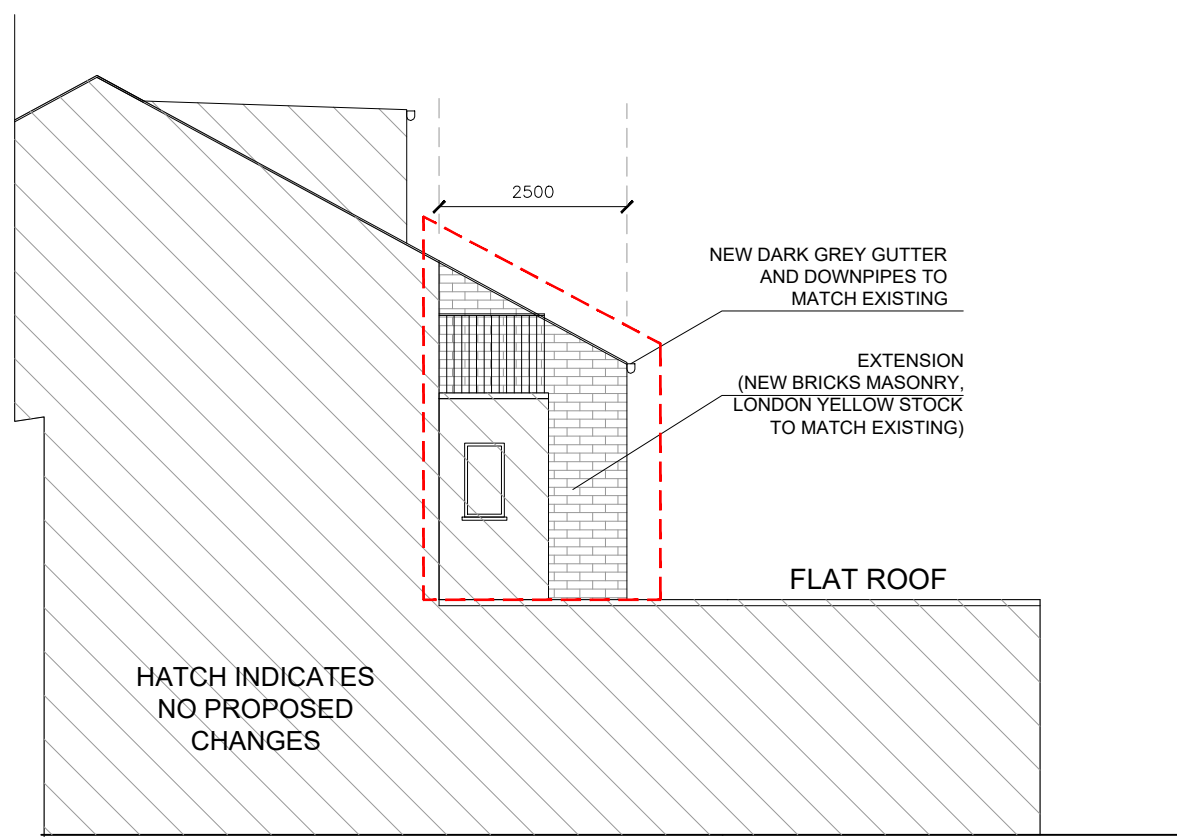 2500
NEW DARK GREY GUTTER
AND DOWNPIPES TO
MATCH EXISTING
EXTENSION
(NEW BRICKS MASONRY,
LONDON YELLOW STOCK
TO MATCH EXISTING)
FLAT ROOF
HATCH INDICATES
NO PROPOSED
CHANGES